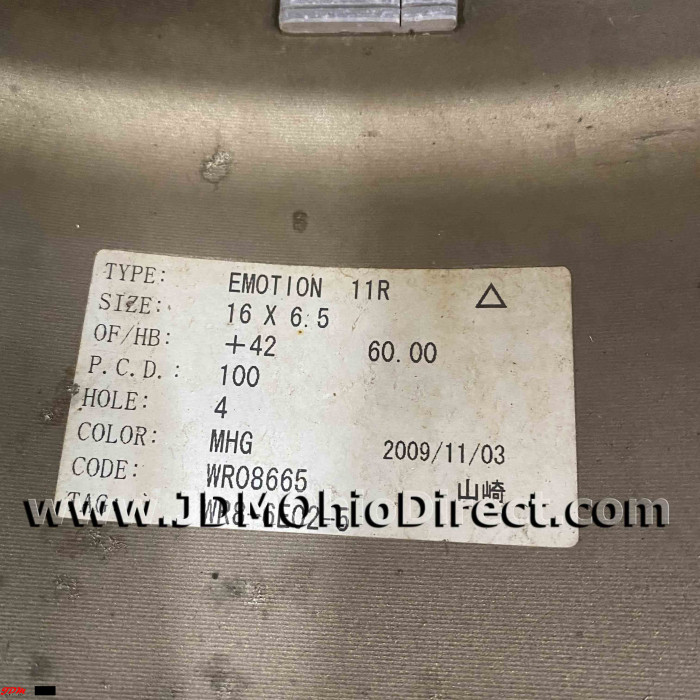 TYPE: EMOTION 11R △
SIZE: 16 X 6.5
OF/HB: +42 60.00
P.C.D.: 100
HOLE: 4
COLOR: MHG 2009/11/03
CODE: WR08665 山崎
TAG:
www.JDMOhioDirect.com